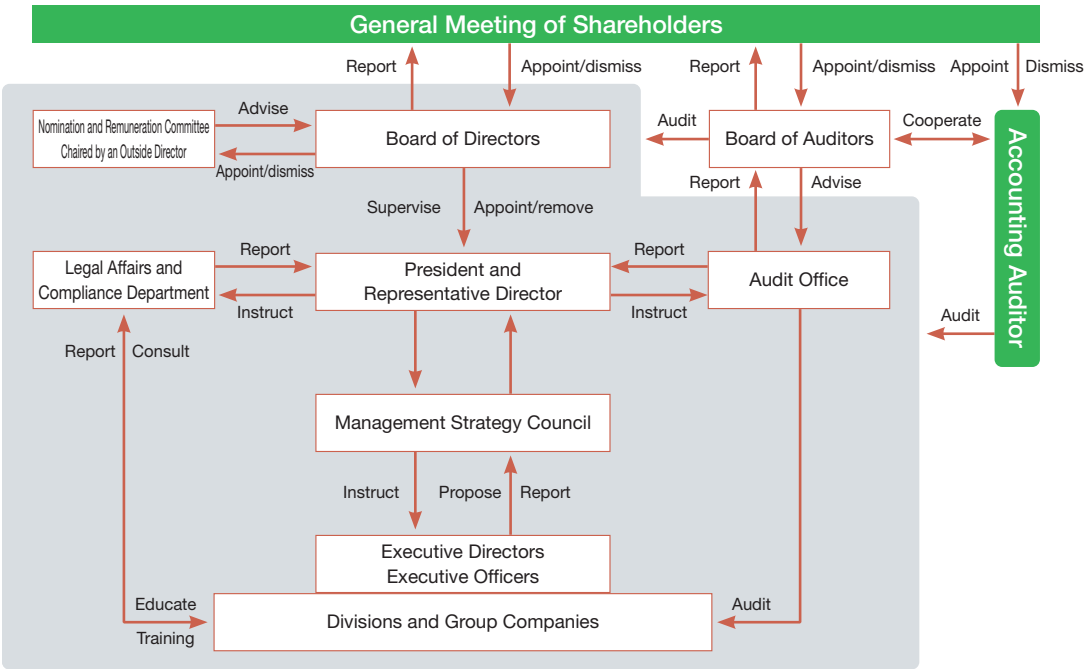 General Meeting of Shareholders
Report
Appoint/dismiss
Report
Appoint/dismiss
Appoint
Dismiss
Nomination and Remuneration Committee
Chaired by an Outside Director
Advise
Appoint/dismiss
Board of Directors
Audit
Board of Auditors
Cooperate
Accounting Auditor
Supervise
Appoint/remove
Report
Advise
Legal Affairs and
Compliance Department
Report
Instruct
President and
Representative Director
Report
Instruct
Audit Office
Audit
Report
Consult
Management Strategy Council
Instruct
Propose
Report
Executive Directors
Executive Officers
Educate
Training
Divisions and Group Companies
Audit